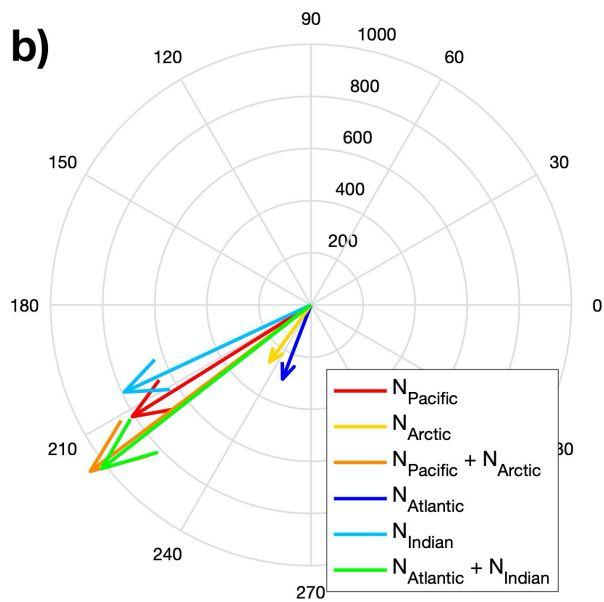 b)
90
1000
120
60
800
600
150
30
400
200
180
0
210
30
240
270
N_Pacific
N_Arctic
N_Pacific + N_Arctic
N_Atlantic
N_Indian
N_Atlantic + N_Indian